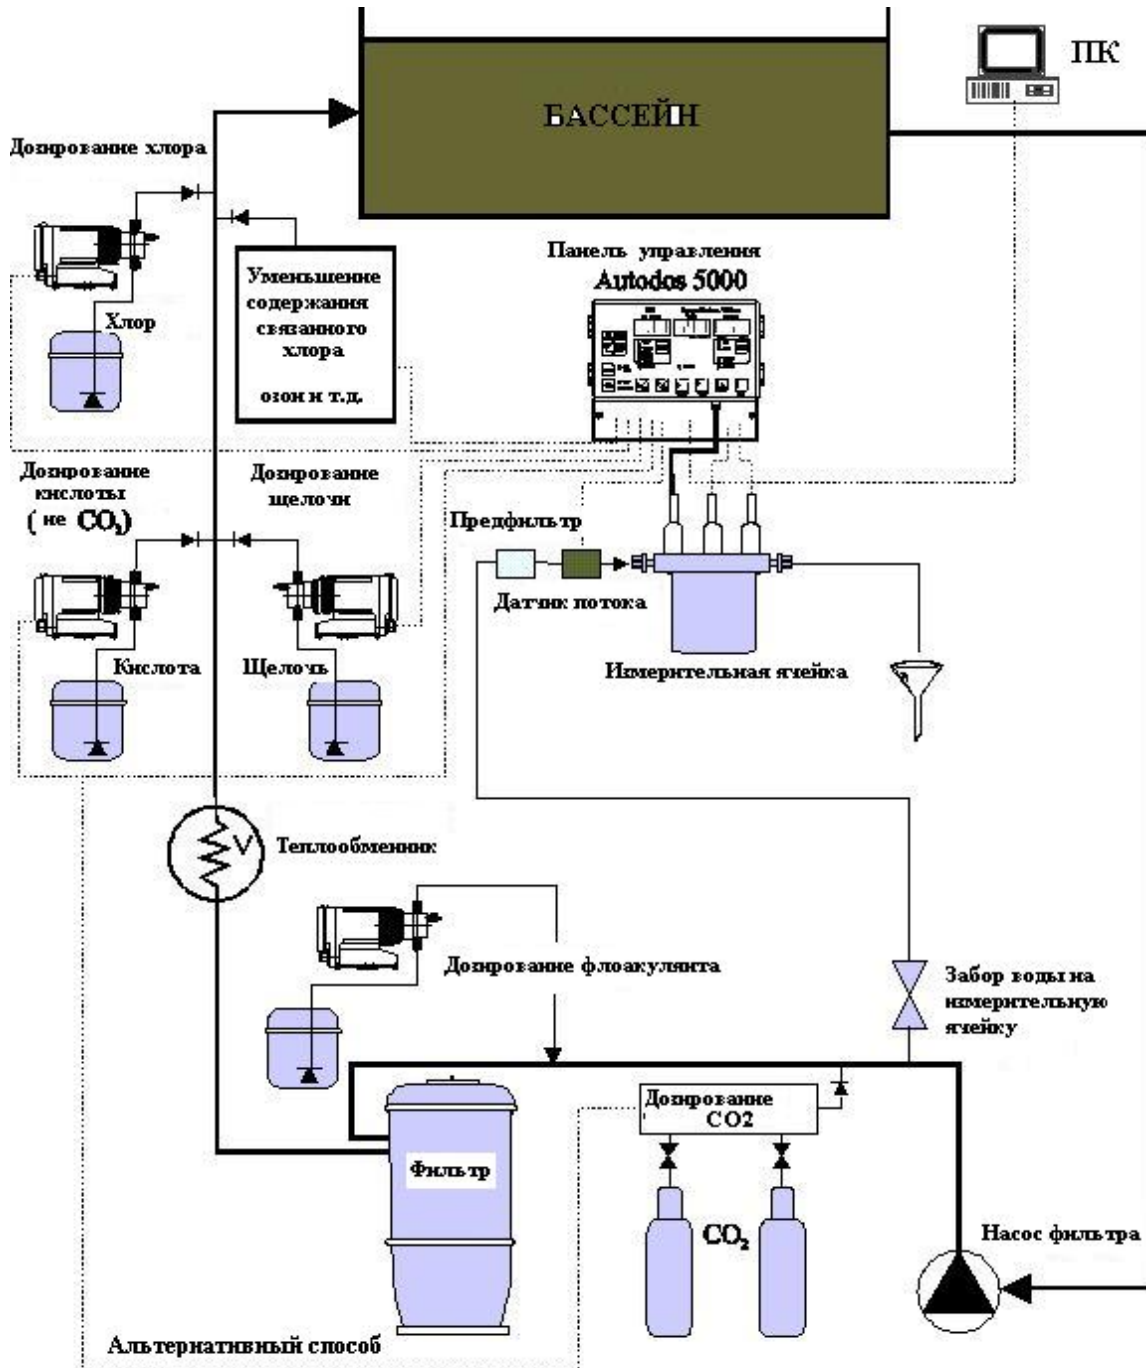 БАССЕЙН
ПК
Дозирование хлора
Панель управления
Autodos 5000
Уменьшение
содержания
связанного
хлора
озон и т.д.
Хлор
Дозирование
кислоты
( не CO2)
Дозирование
щелочи
Предфильтр
Датчик потока
Измерительная ячейка
Кислота
Щелочь
Теплообменник
Дозирование флоакулянта
Забор воды на
измерительную
ячейку
Дозирование
CO2
Фильтр
CO2
Насос фильтра
Альтернативный способ